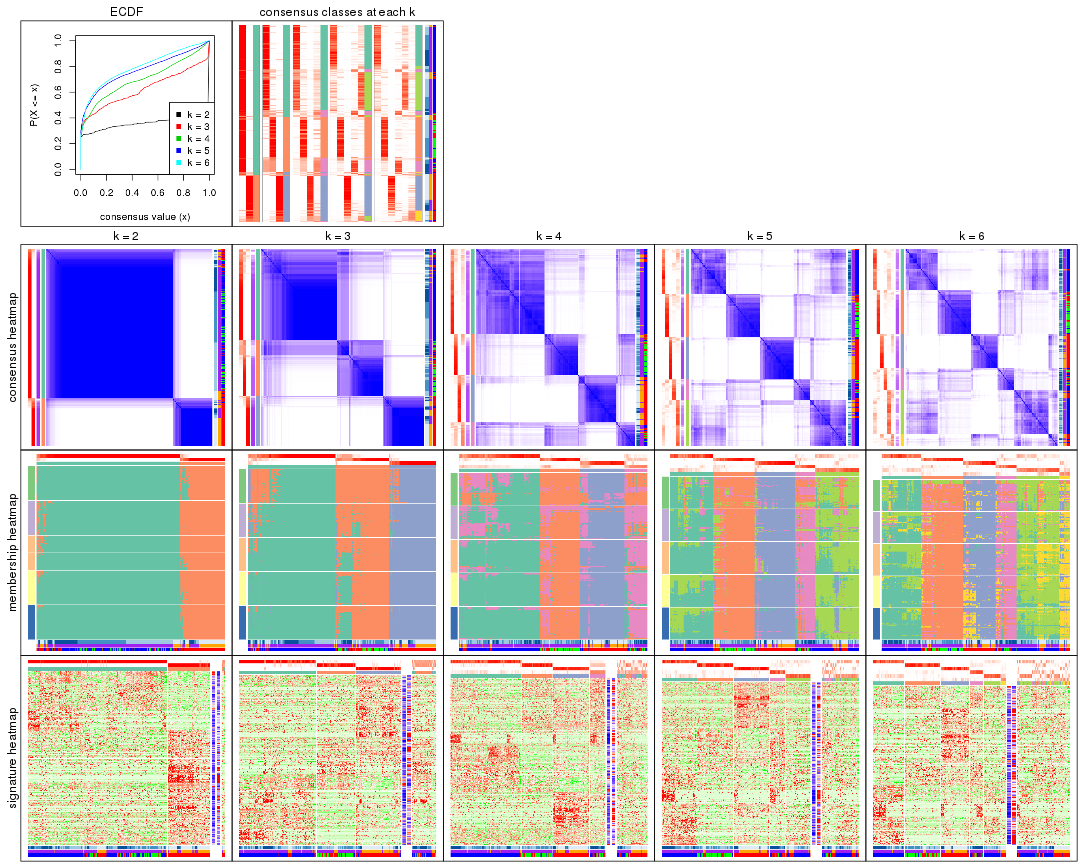 ECDF
consensus classes at each k
P(X <= x)
1.0
0.8
0.6
0.4
0.2
0.0
k = 2
k = 3
k = 4
k = 5
k = 6
0.0 0.2 0.4 0.6 0.8 1.0
consensus value (x)
k = 2
k = 3
k = 4
k = 5
k = 6
consensus heatmap
membership heatmap
signature heatmap